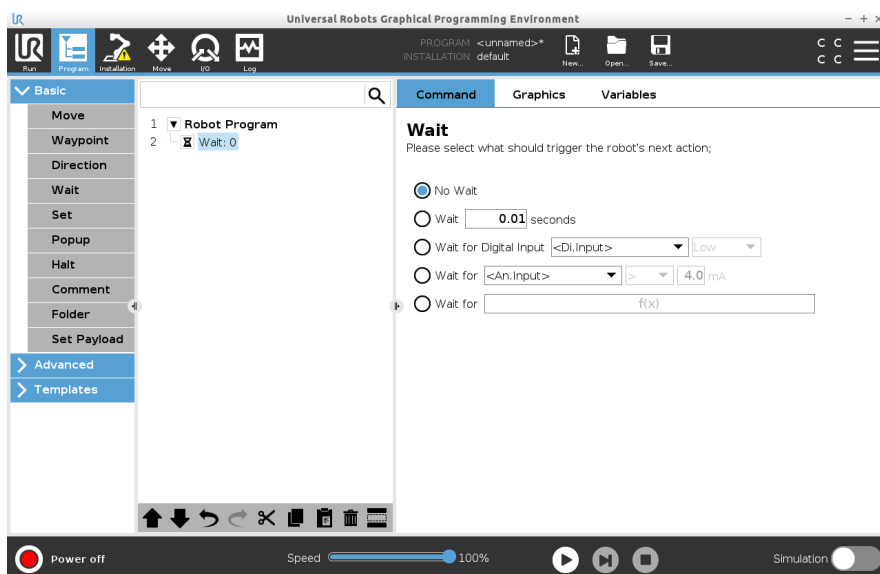 Universal Robots Graphical Programming Environment
UR
Run
Program
Installation
Move
I/O
Log
PROGRAM <unnamed>*
INSTALLATION default
New...
Open...
Save...
C C
C C
Basic
Move
Waypoint
Direction
Wait
Set
Popup
Halt
Comment
Folder
Set Payload
Advanced
Templates
1 Robot Program
2 Wait: 0
Command Graphics Variables
Wait
Please select what should trigger the robot's next action;
No Wait
Wait 0.01 seconds
Wait for Digital Input <Di.Input> Low
Wait for <An.Input> > 4.0 mA
Wait for f(x)
Power off
Speed 100%
Simulation